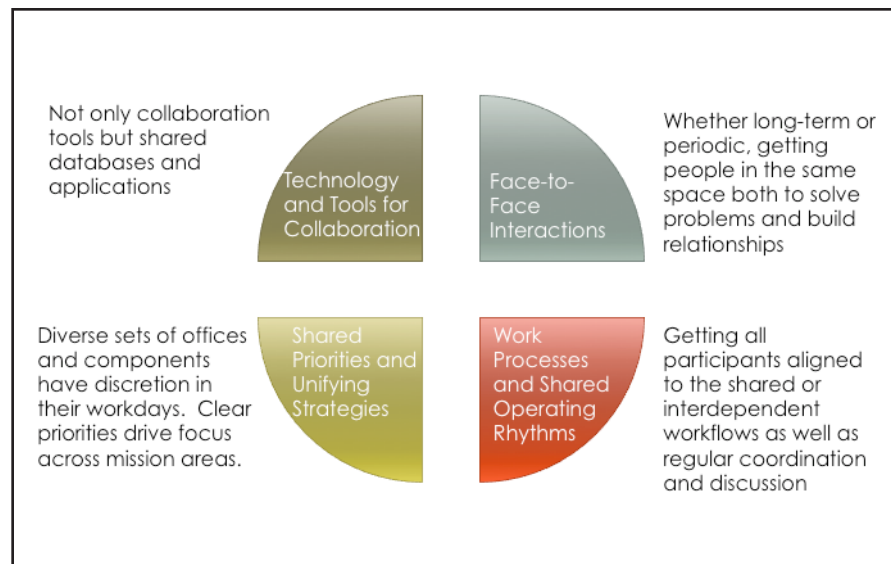 Not only collaboration
tools but shared
databases and
applications
Technology
and Tools for
Collaboration
Face-to-
Face
Interactions
Whether long-term or
periodic, getting
people in the same
space both to solve
problems and build
relationships
Diverse sets of offices
and components
have discretion in
their workdays.  Clear
priorities drive focus
across mission areas.
Shared
Priorities and
Unifying
Strategies
Work
Processes
and Shared
Operating
Rhythms
Getting all
participants aligned
to the shared or
interdependent
workflows as well as
regular coordination
and discussion